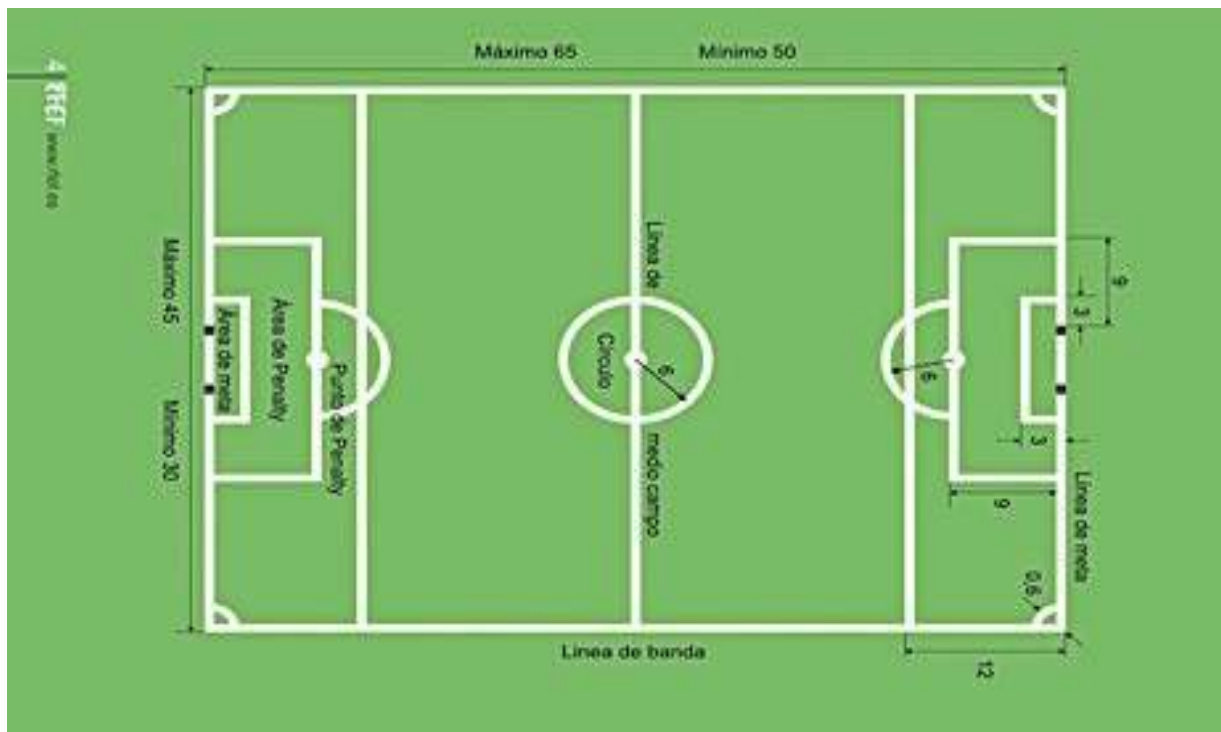 Máximo 65
Mínimo 50
4 RFEF
Máximo 45
Mínimo 30
Área de meta
Área de Penalty
Punto de Penalty
Línea de
Círculo
6
medio campo
6
9
3
3
9
Línea de meta
0,6
12
Línea de banda